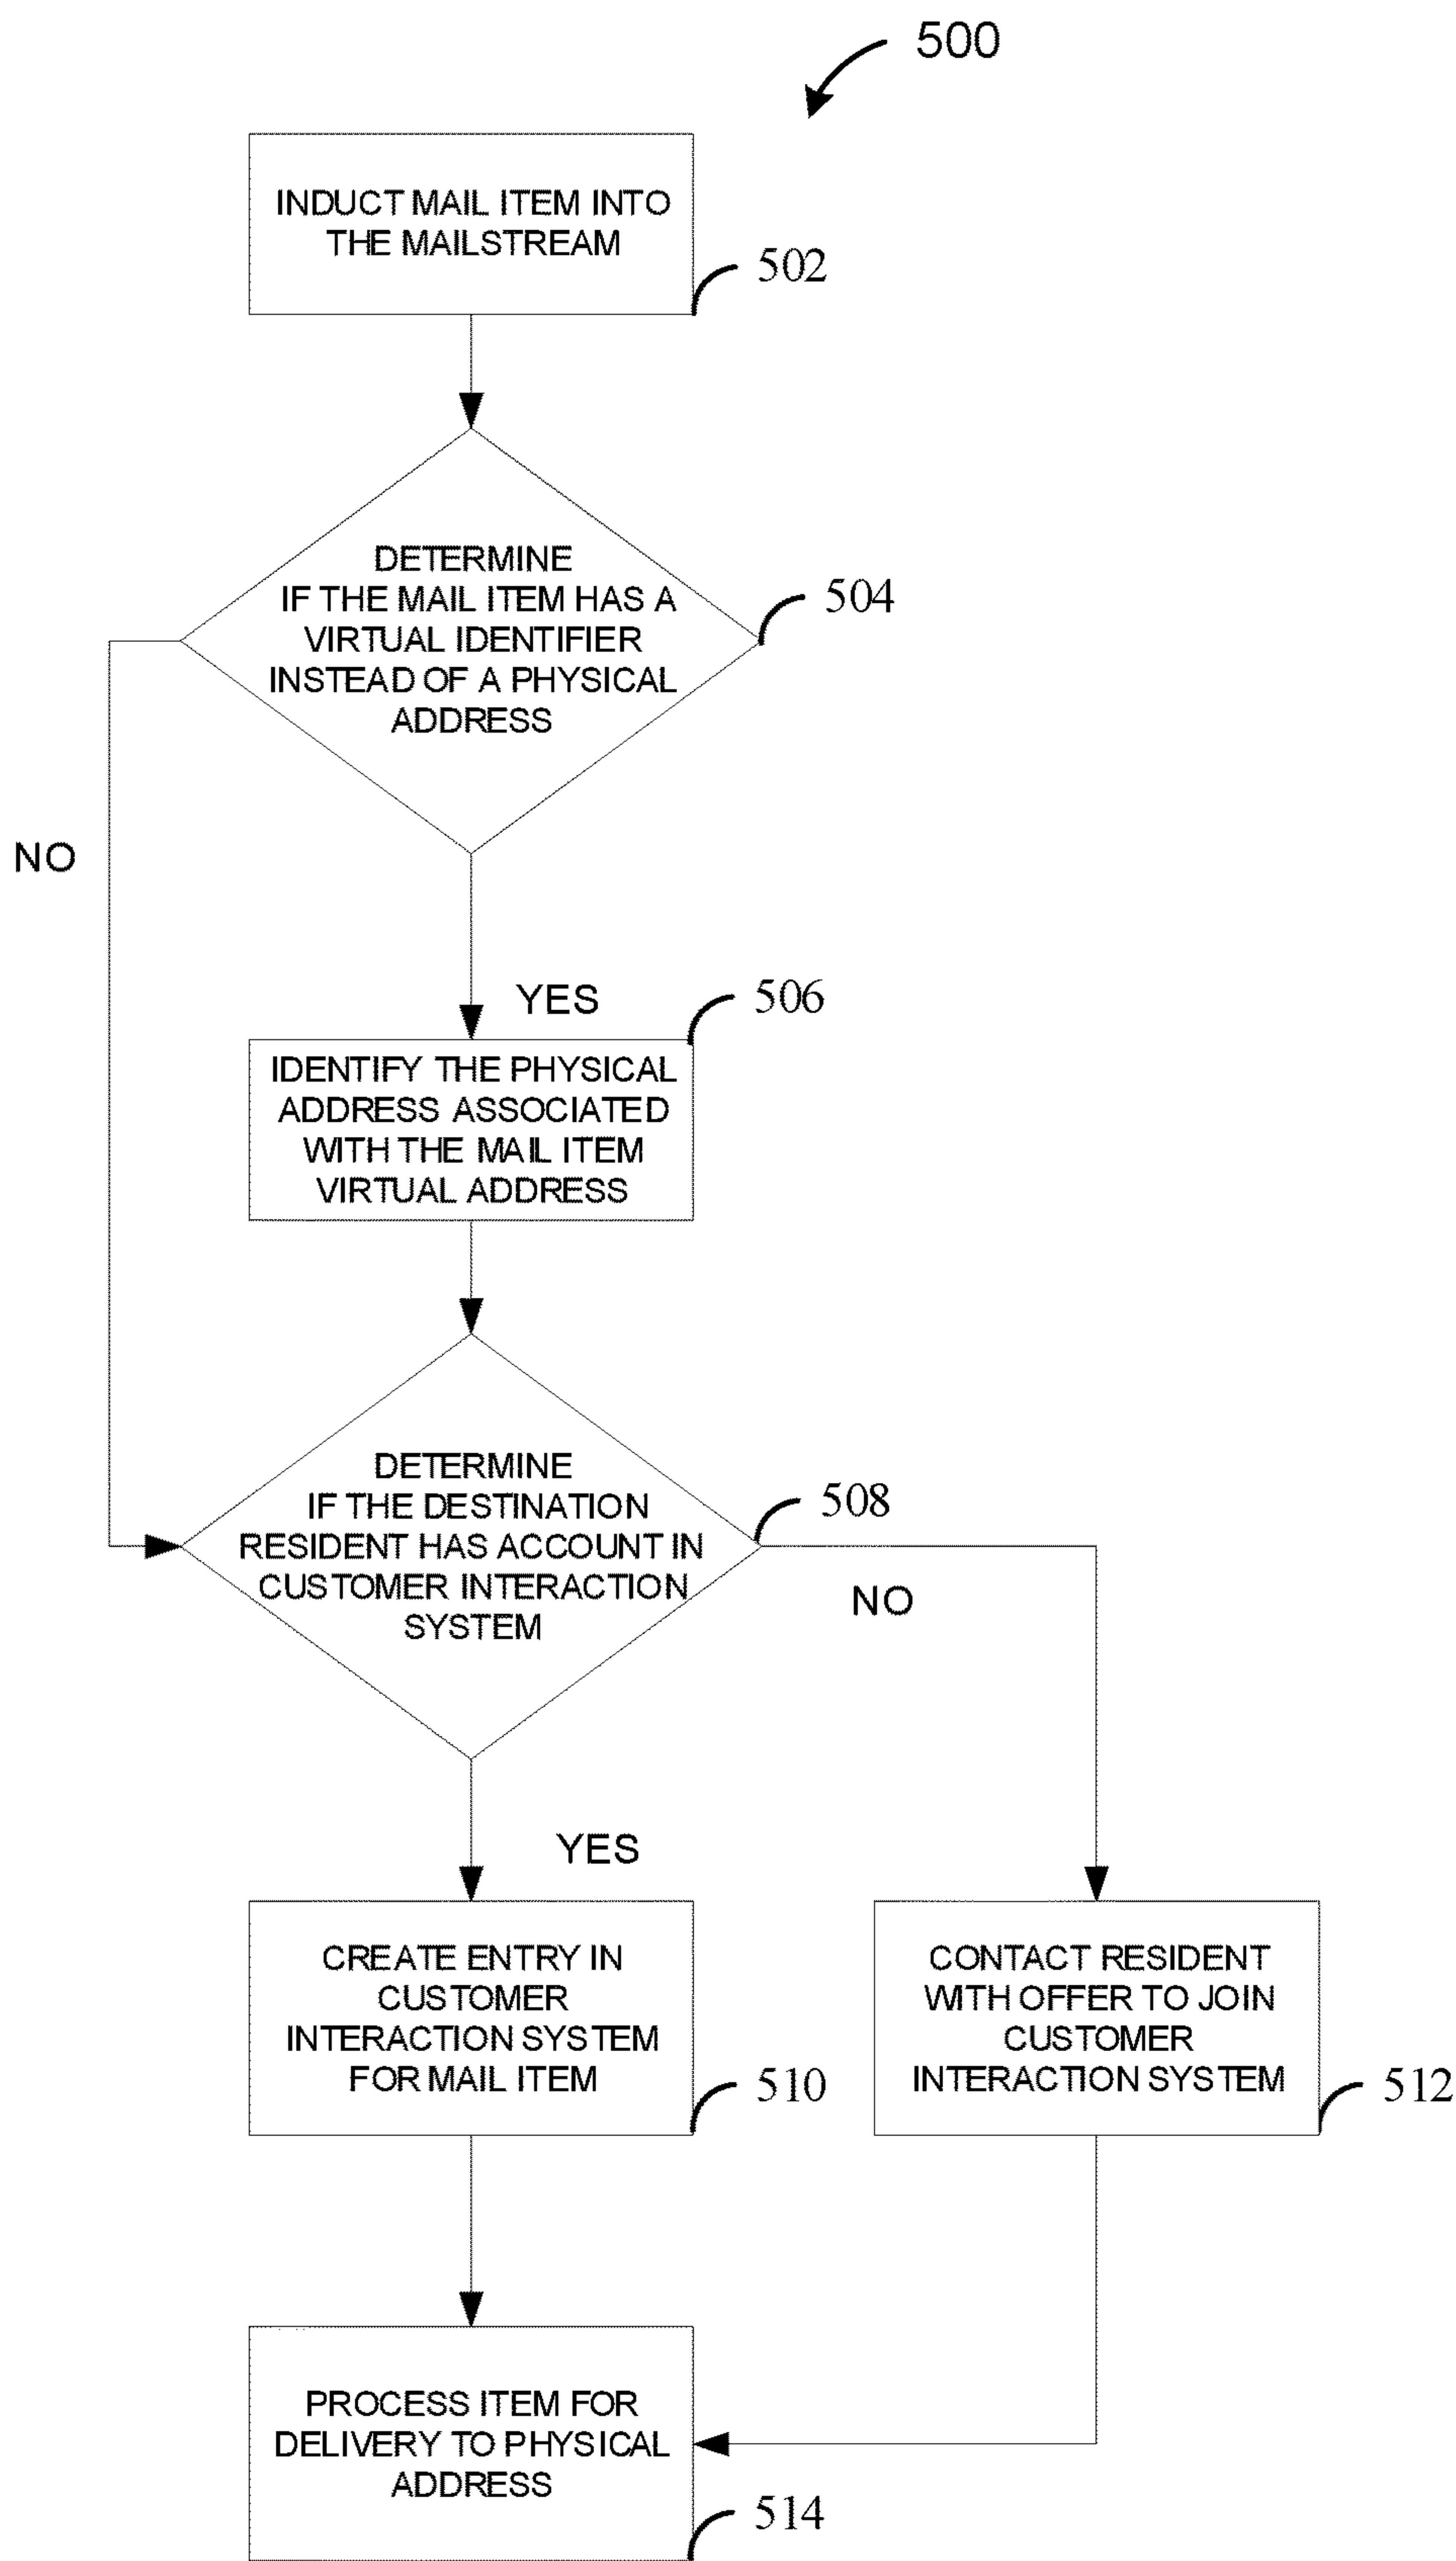 500
INDUCT MAIL ITEM INTO
THE MAILSTREAM
502
DETERMINE
IF THE MAIL ITEM HAS A
VIRTUAL IDENTIFIER
INSTEAD OF A PHYSICAL
ADDRESS
504
NO
YES
506
IDENTIFY THE PHYSICAL
ADDRESS ASSOCIATED
WITH THE MAIL ITEM
VIRTUAL ADDRESS
DETERMINE
IF THE DESTINATION
RESIDENT HAS ACCOUNT IN
CUSTOMER INTERACTION
SYSTEM
508
NO
YES
CREATE ENTRY IN
CUSTOMER
INTERACTION SYSTEM
FOR MAIL ITEM
510
CONTACT RESIDENT
WITH OFFER TO JOIN
CUSTOMER
INTERACTION SYSTEM
512
PROCESS ITEM FOR
DELIVERY TO PHYSICAL
ADDRESS
514